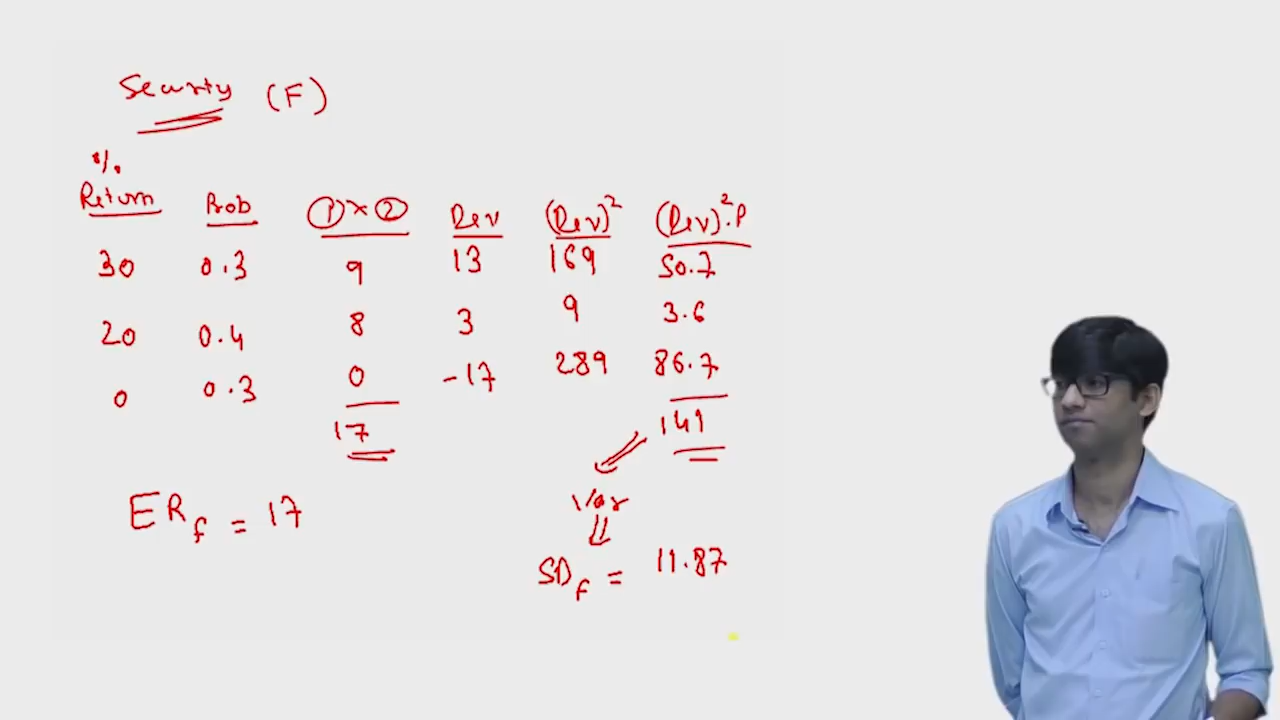 Security (F)
%
Return Prob ① × ② Dev (Dev)² (Dev)².P
30 0.3 9 13 169 50.7
20 0.4 8 3 9 3.6
0 0.3 0 -17 289 86.7
17 141
Var
ERf = 17
SDf = 11.87